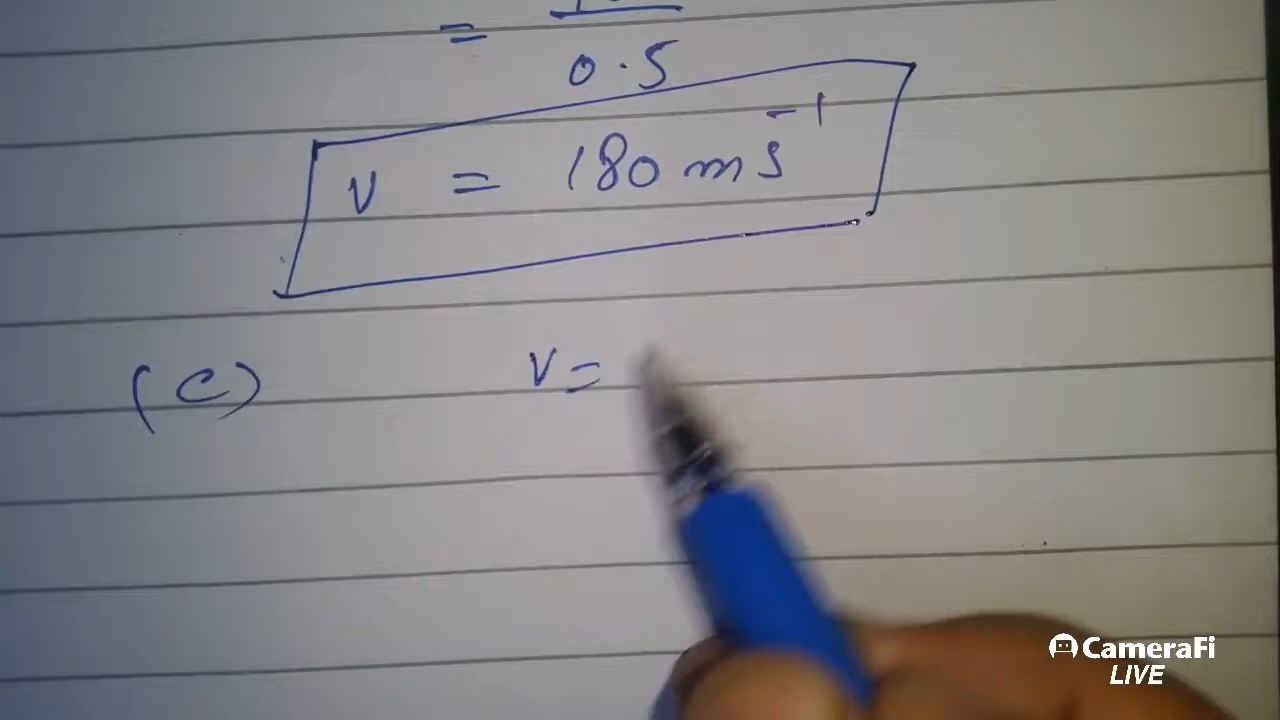 =
0.5
v = 180 ms⁻¹
(c) v =
CameraFi
LIVE